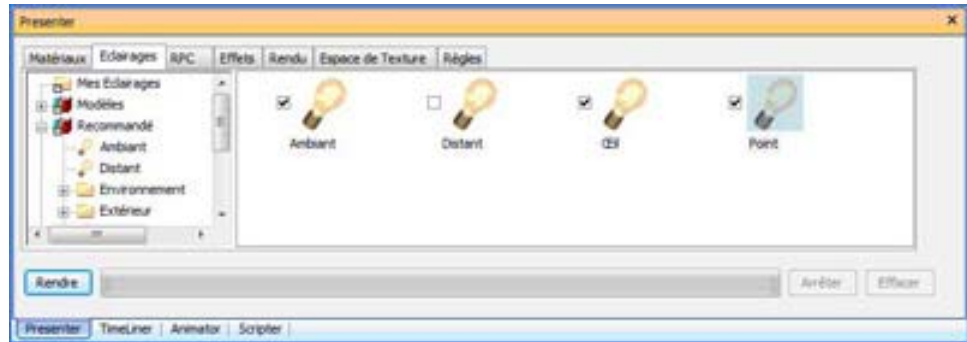 Presenter
Matériaux Eclairages RPC Effets Rendu Espace de Texture Règles
Mes Eclairages
Modèles
Recommandé
Ambiant
Distant
Environnement
Extérieur
Ambiant Distant Œil Point
Rendre Arrêter Effacer
Presenter TimeLiner Animator Scripter